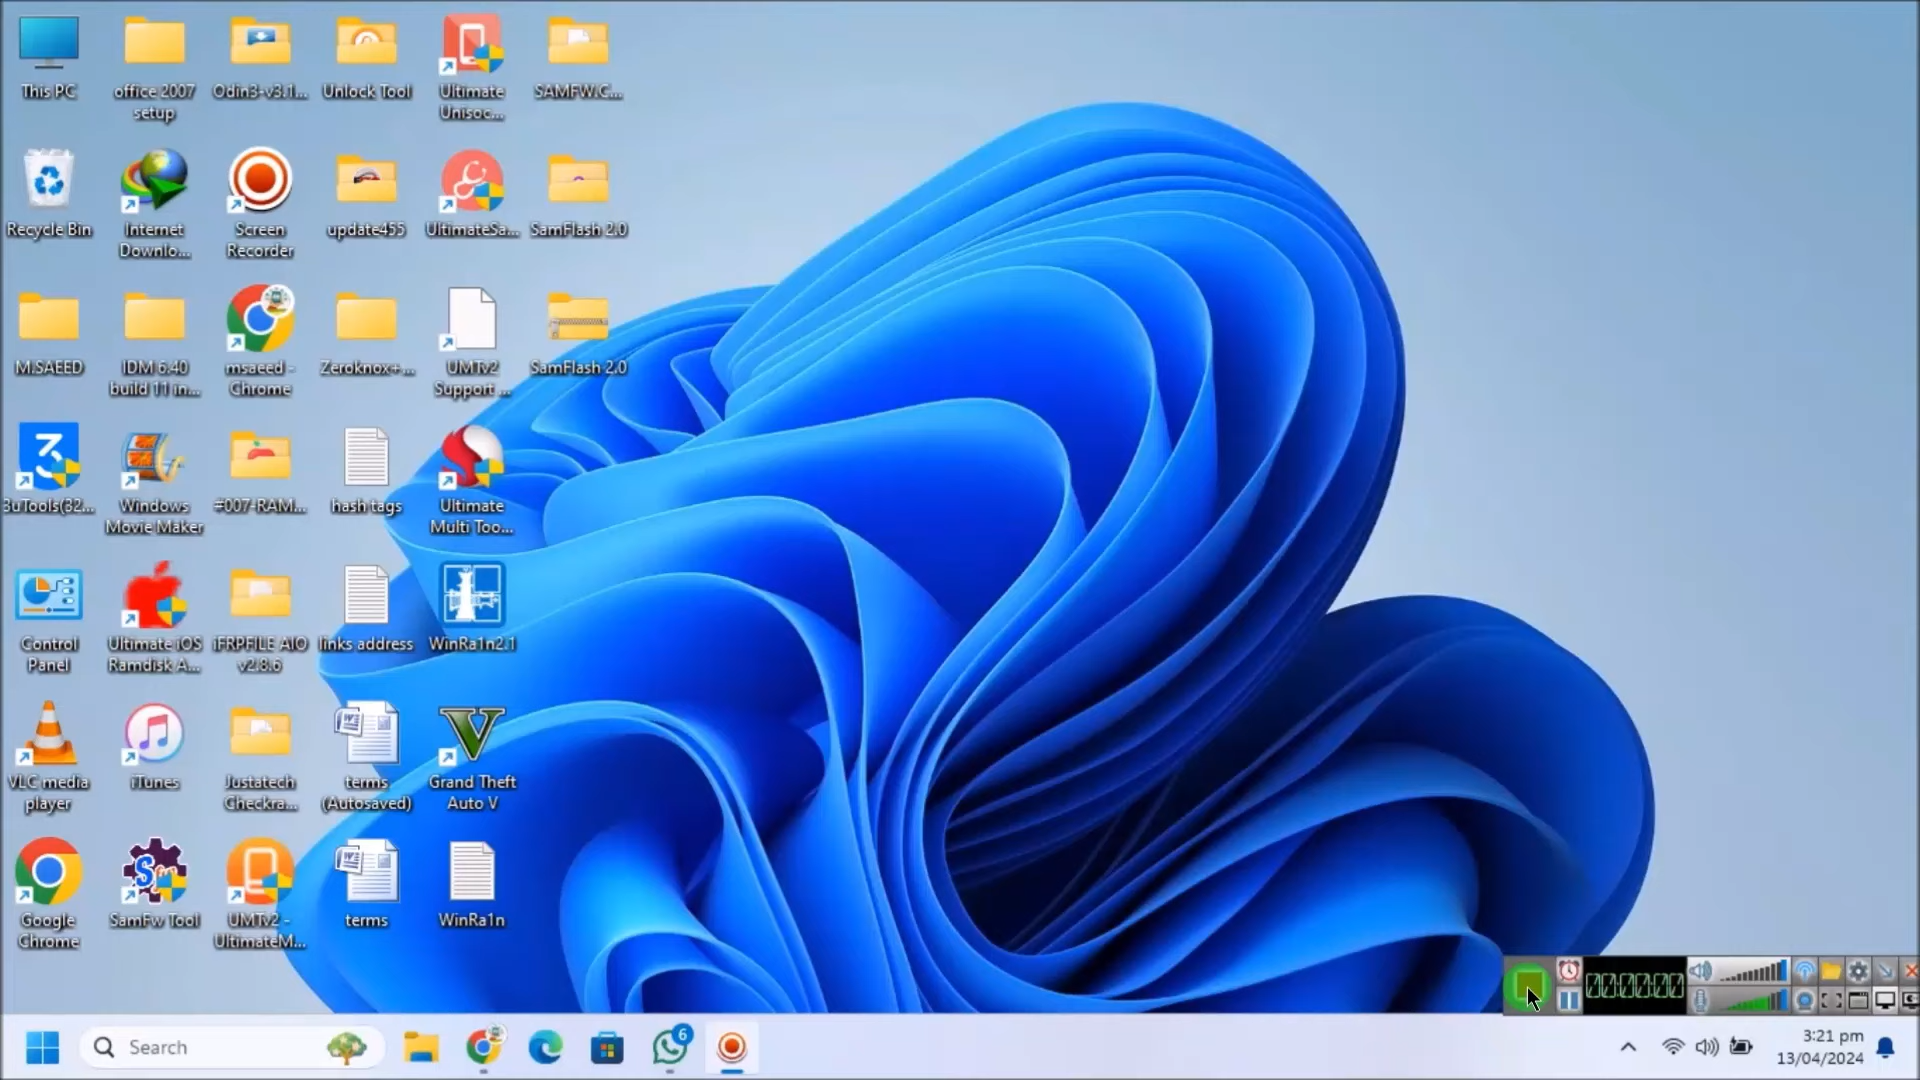 This PC
office 2007
setup
Odin3-v3.1...
Unlock Tool
Ultimate
Unisoc...
SAMFW.C...
Recycle Bin
Internet
Downlo...
Screen
Recorder
update455
UltimateSa...
SamFlash 2.0
M.SAEED
IDM 6.40
build 11 in...
msaeed -
Chrome
Zeroknox+...
UMTv2
Support ...
SamFlash 2.0
3uTools(32...
Windows
Movie Maker
#007-RAM...
hash tags
Ultimate
Multi Too...
Control
Panel
Ultimate iOS
Ramdisk A...
iFRPFILE AIO
v2.8.6
links address
WinRa1n2.1
VLC media
player
iTunes
Justatech
Checkra...
terms
(Autosaved)
Grand Theft
Auto V
Google
Chrome
SamFw Tool
UMTv2 -
UltimateM...
terms
WinRa1n
00:00:00
Search
6
3:21 pm
13/04/2024